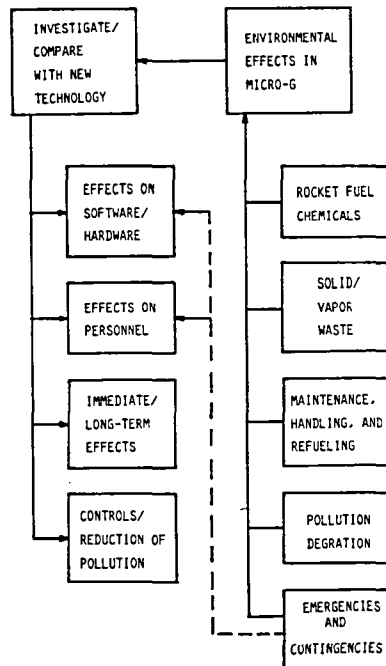 INVESTIGATE/
COMPARE
WITH NEW
TECHNOLOGY
ENVIRONMENTAL
EFFECTS IN
MICRO-G
EFFECTS ON
SOFTWARE/
HARDWARE
EFFECTS ON
PERSONNEL
IMMEDIATE/
LONG-TERM
EFFECTS
CONTROLS/
REDUCTION OF
POLLUTION
ROCKET FUEL
CHEMICALS
SOLID/
VAPOR
WASTE
MAINTENANCE,
HANDLING, AND
REFUELING
POLLUTION
DEGRATION
EMERGENCIES
AND
CONTINGENCIES